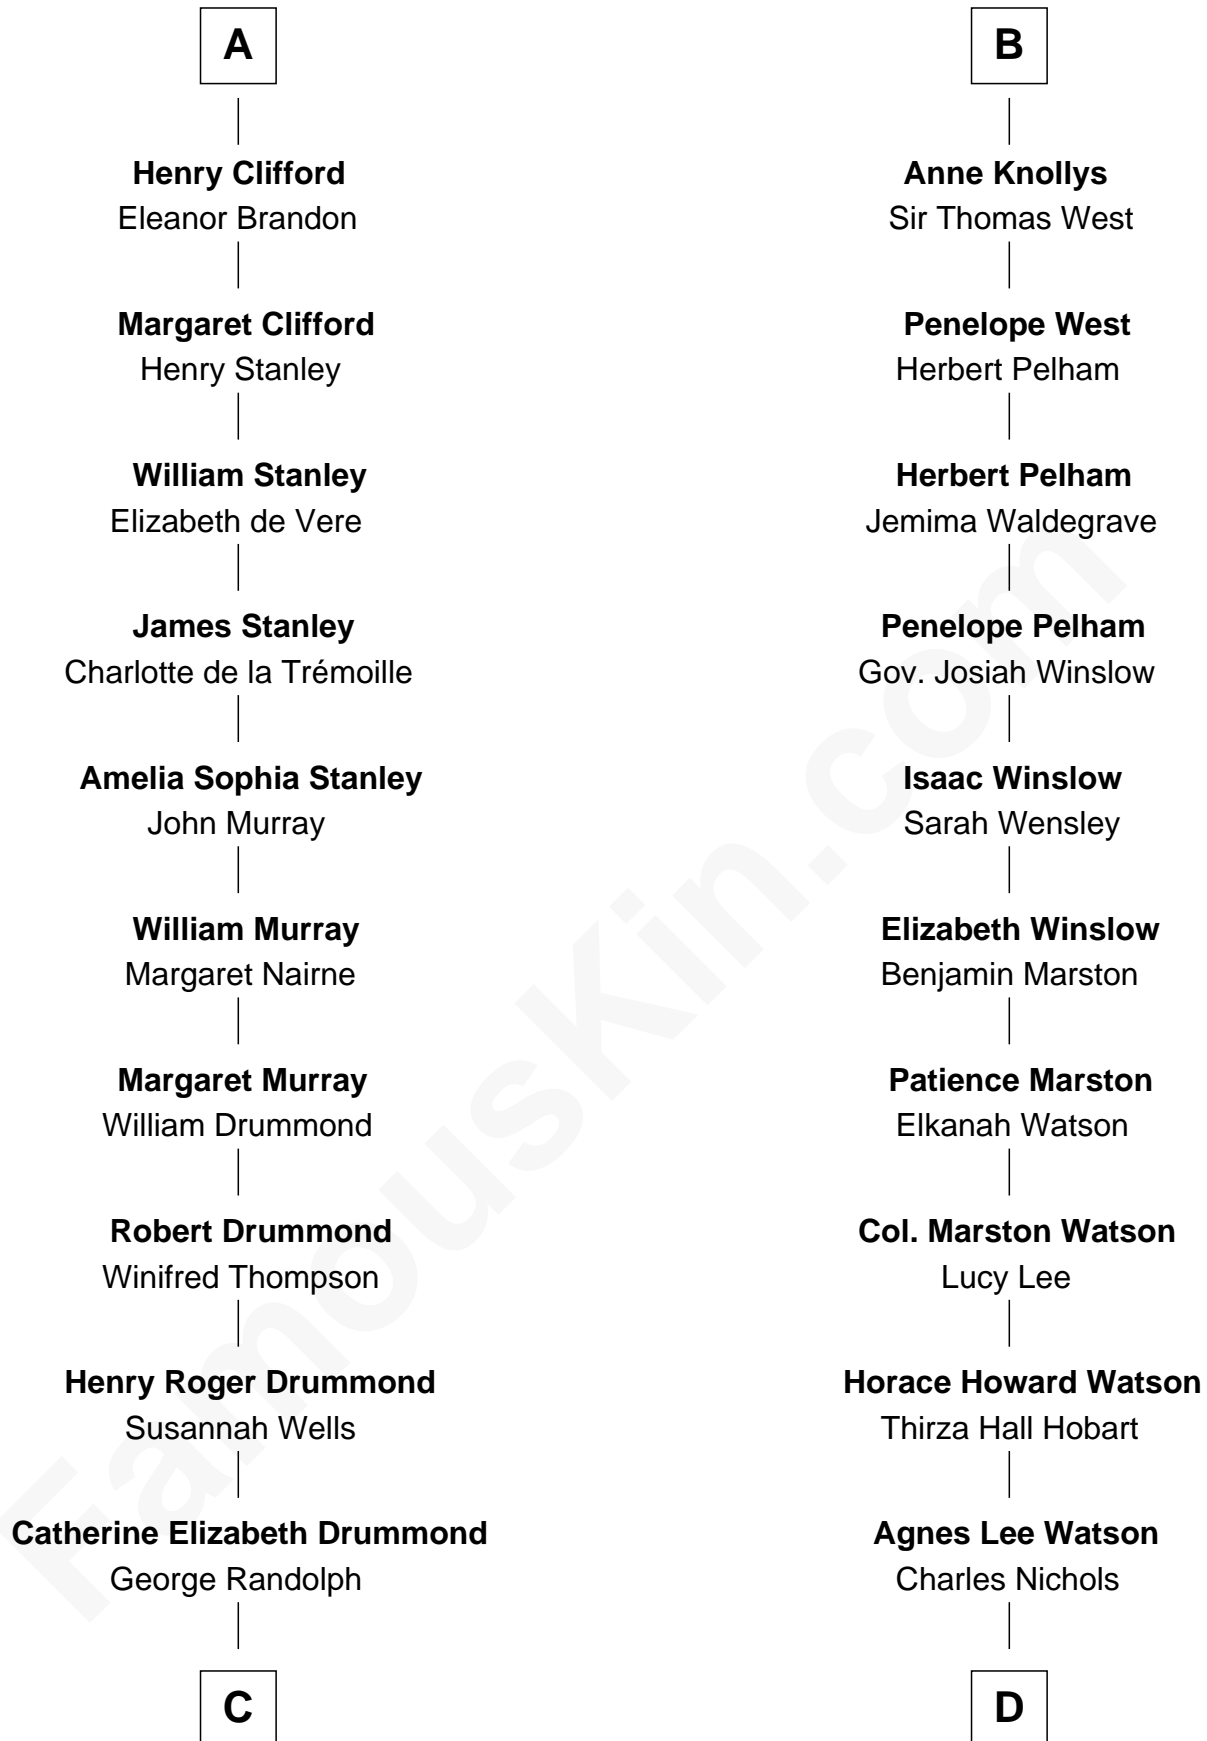 A
Henry Clifford
Eleanor Brandon
Margaret Clifford
Henry Stanley
William Stanley
Elizabeth de Vere
James Stanley
Charlotte de la Trémoille
Amelia Sophia Stanley
John Murray
William Murray
Margaret Nairne
Margaret Murray
William Drummond
Robert Drummond
Winifred Thompson
Henry Roger Drummond
Susannah Wells
Catherine Elizabeth Drummond
George Randolph
C
B
Anne Knollys
Sir Thomas West
Penelope West
Herbert Pelham
Herbert Pelham
Jemima Waldegrave
Penelope Pelham
Gov. Josiah Winslow
Isaac Winslow
Sarah Wensley
Elizabeth Winslow
Benjamin Marston
Patience Marston
Elkanah Watson
Col. Marston Watson
Lucy Lee
Horace Howard Watson
Thirza Hall Hobart
Agnes Lee Watson
Charles Nichols
D
FamousKin.com